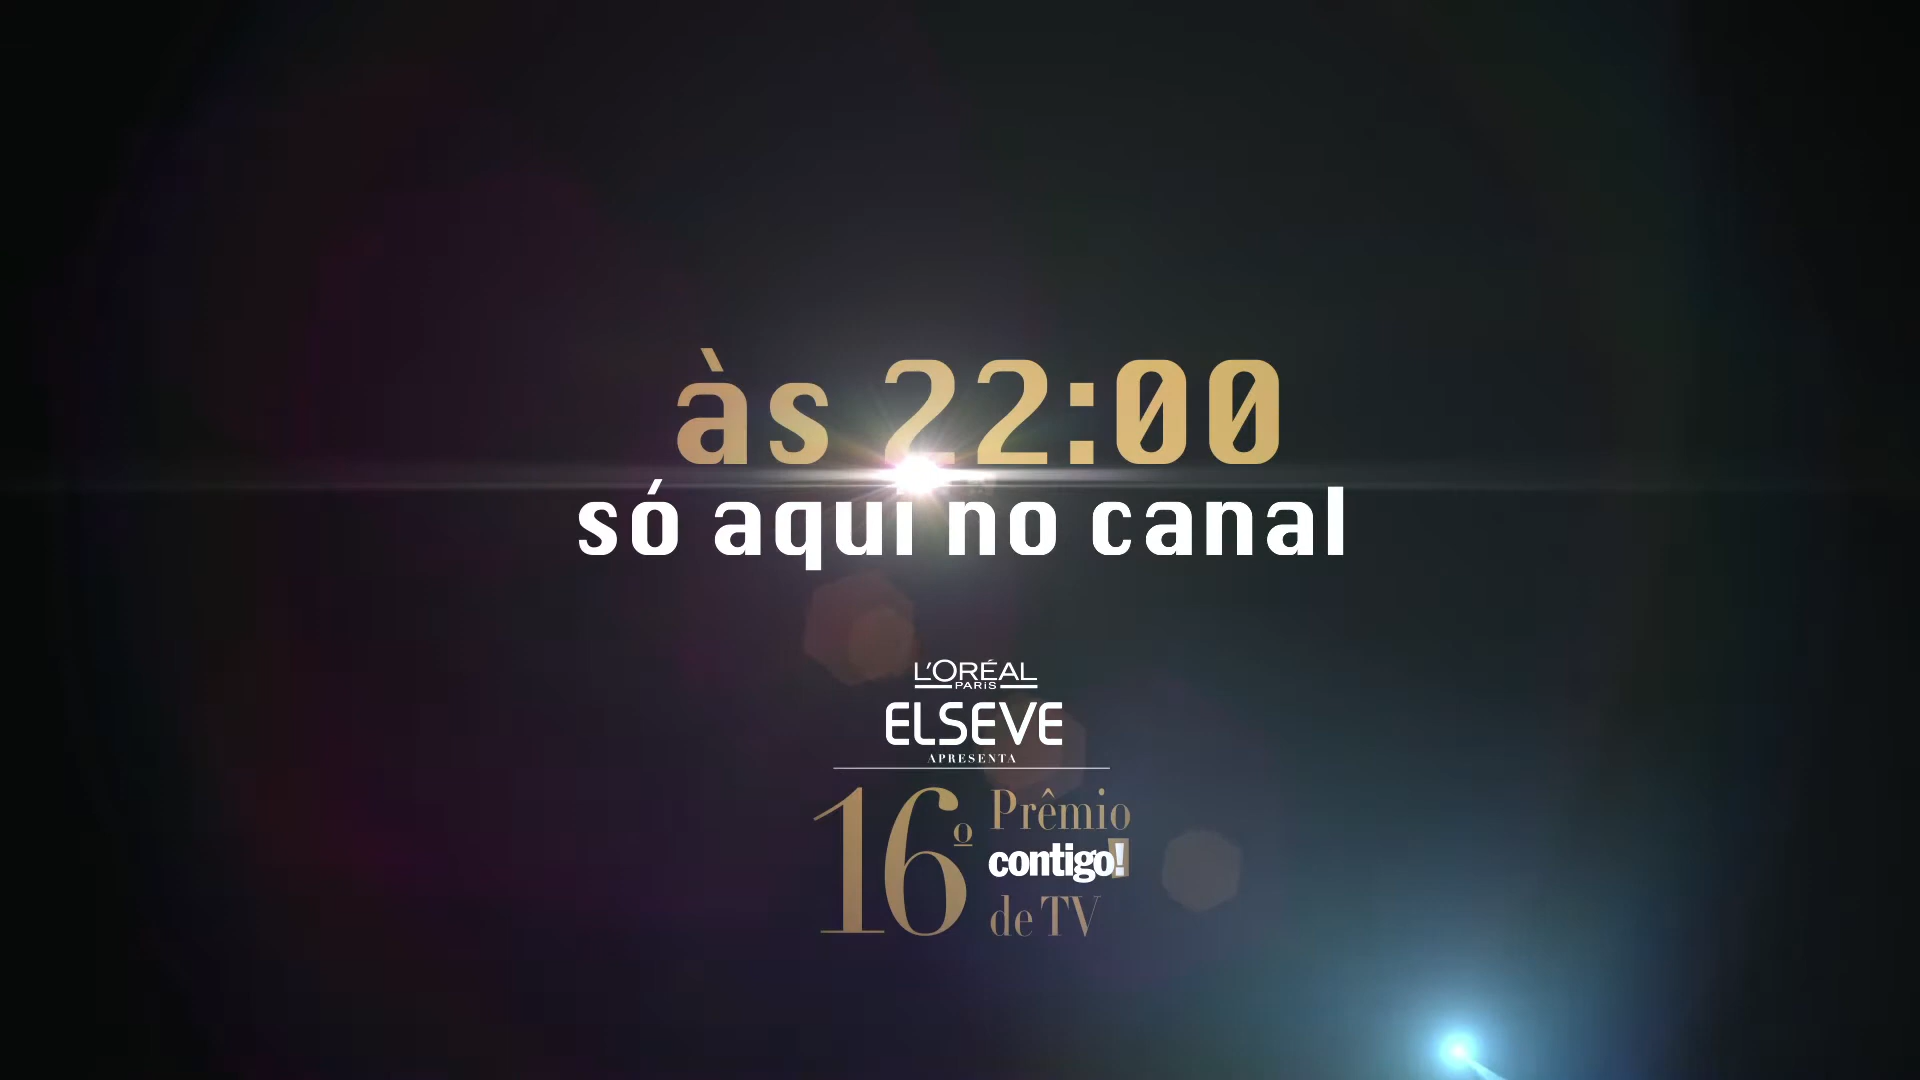 às 22:00
só aqui no canal
L'ORÉAL
PARIS
ELSEVE
APRESENTA
16º Prêmio
contigo!
de TV